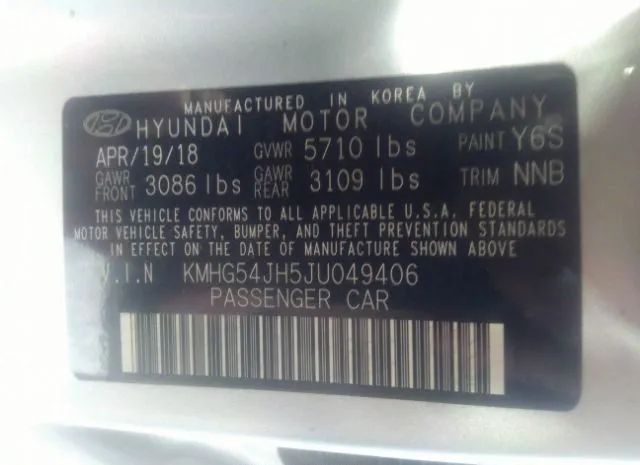 MANUFACTURED IN KOREA BY
HYUNDAI MOTOR COMPANY
APR/19/18 GVWR 5710 lbs PAINT Y6S
GAWR FRONT 3086 lbs GAWR REAR 3109 lbs TRIM NNB
THIS VEHICLE CONFORMS TO ALL APPLICABLE U.S.A. FEDERAL
MOTOR VEHICLE SAFETY, BUMPER, AND THEFT PREVENTION STANDARDS
IN EFFECT ON THE DATE OF MANUFACTURE SHOWN ABOVE
V.I.N KMHG54JH5JU049406
PASSENGER CAR